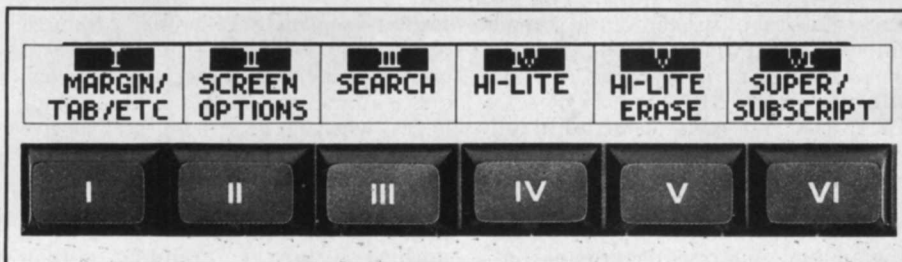 I II III IV V VI
MARGIN/ SCREEN SEARCH HI-LITE HI-LITE SUPER/
TAB/ETC OPTIONS ERASE SUBSCRIPT
I II III IV V VI